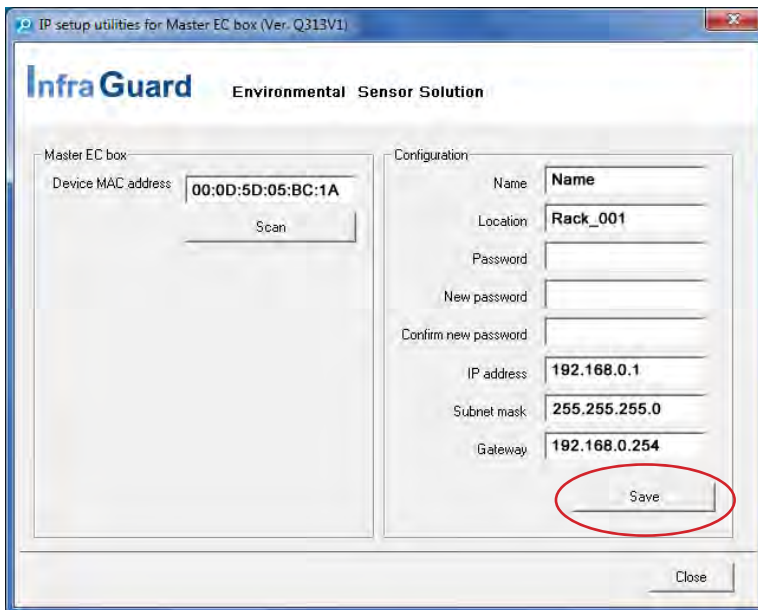 IP setup utilities for Master EC box (Ver. Q313V1)
InfraGuard Environmental Sensor Solution
Master EC box
Device MAC address 00:0D:5D:05:BC:1A
Scan
Configuration
Name Name
Location Rack_001
Password
New password
Confirm new password
IP address 192.168.0.1
Subnet mask 255.255.255.0
Gateway 192.168.0.254
Save
Close